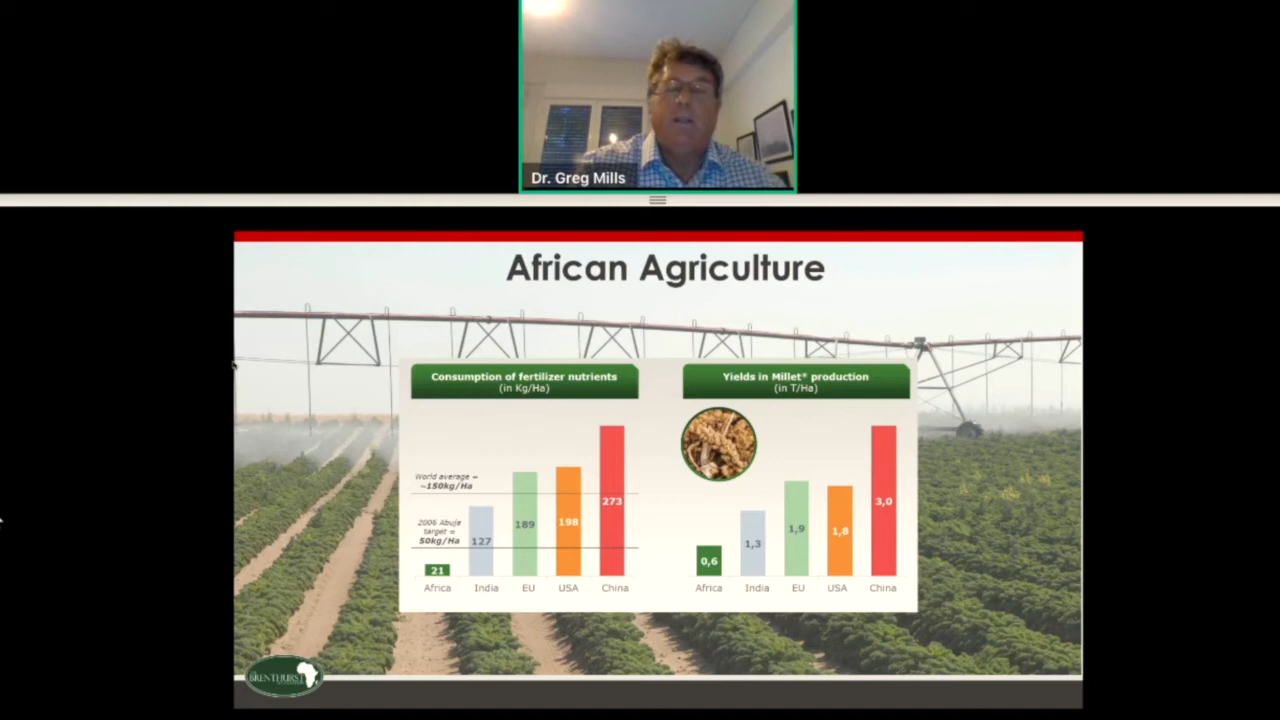 Dr. Greg Mills
African Agriculture
Consumption of fertilizer nutrients
(in Kg/Ha)
World average =
~150kg/Ha
2006 Abuja
target =
50kg/Ha
21
127
189
198
273
Africa
India
EU
USA
China
Yields in Millet* production
(in T/Ha)
0,6
1,3
1,9
1,8
3,0
Africa
India
EU
USA
China
BRENTHURST